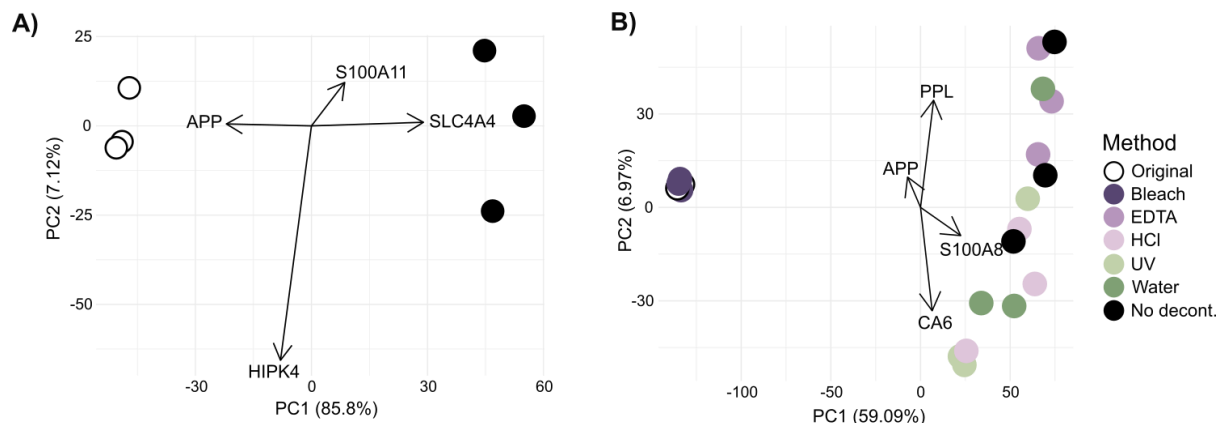 A)
25
0
-25
-50
PC2 (7.12%)
S100A11
APP
SLC4A4
HIPK4
-30
0
30
60
PC1 (85.8%)
B)
30
0
-30
PC2 (6.97%)
PPL
APP
S100A8
CA6
-100
-50
0
50
PC1 (59.09%)
Method
Original
Bleach
EDTA
HCl
UV
Water
No decont.